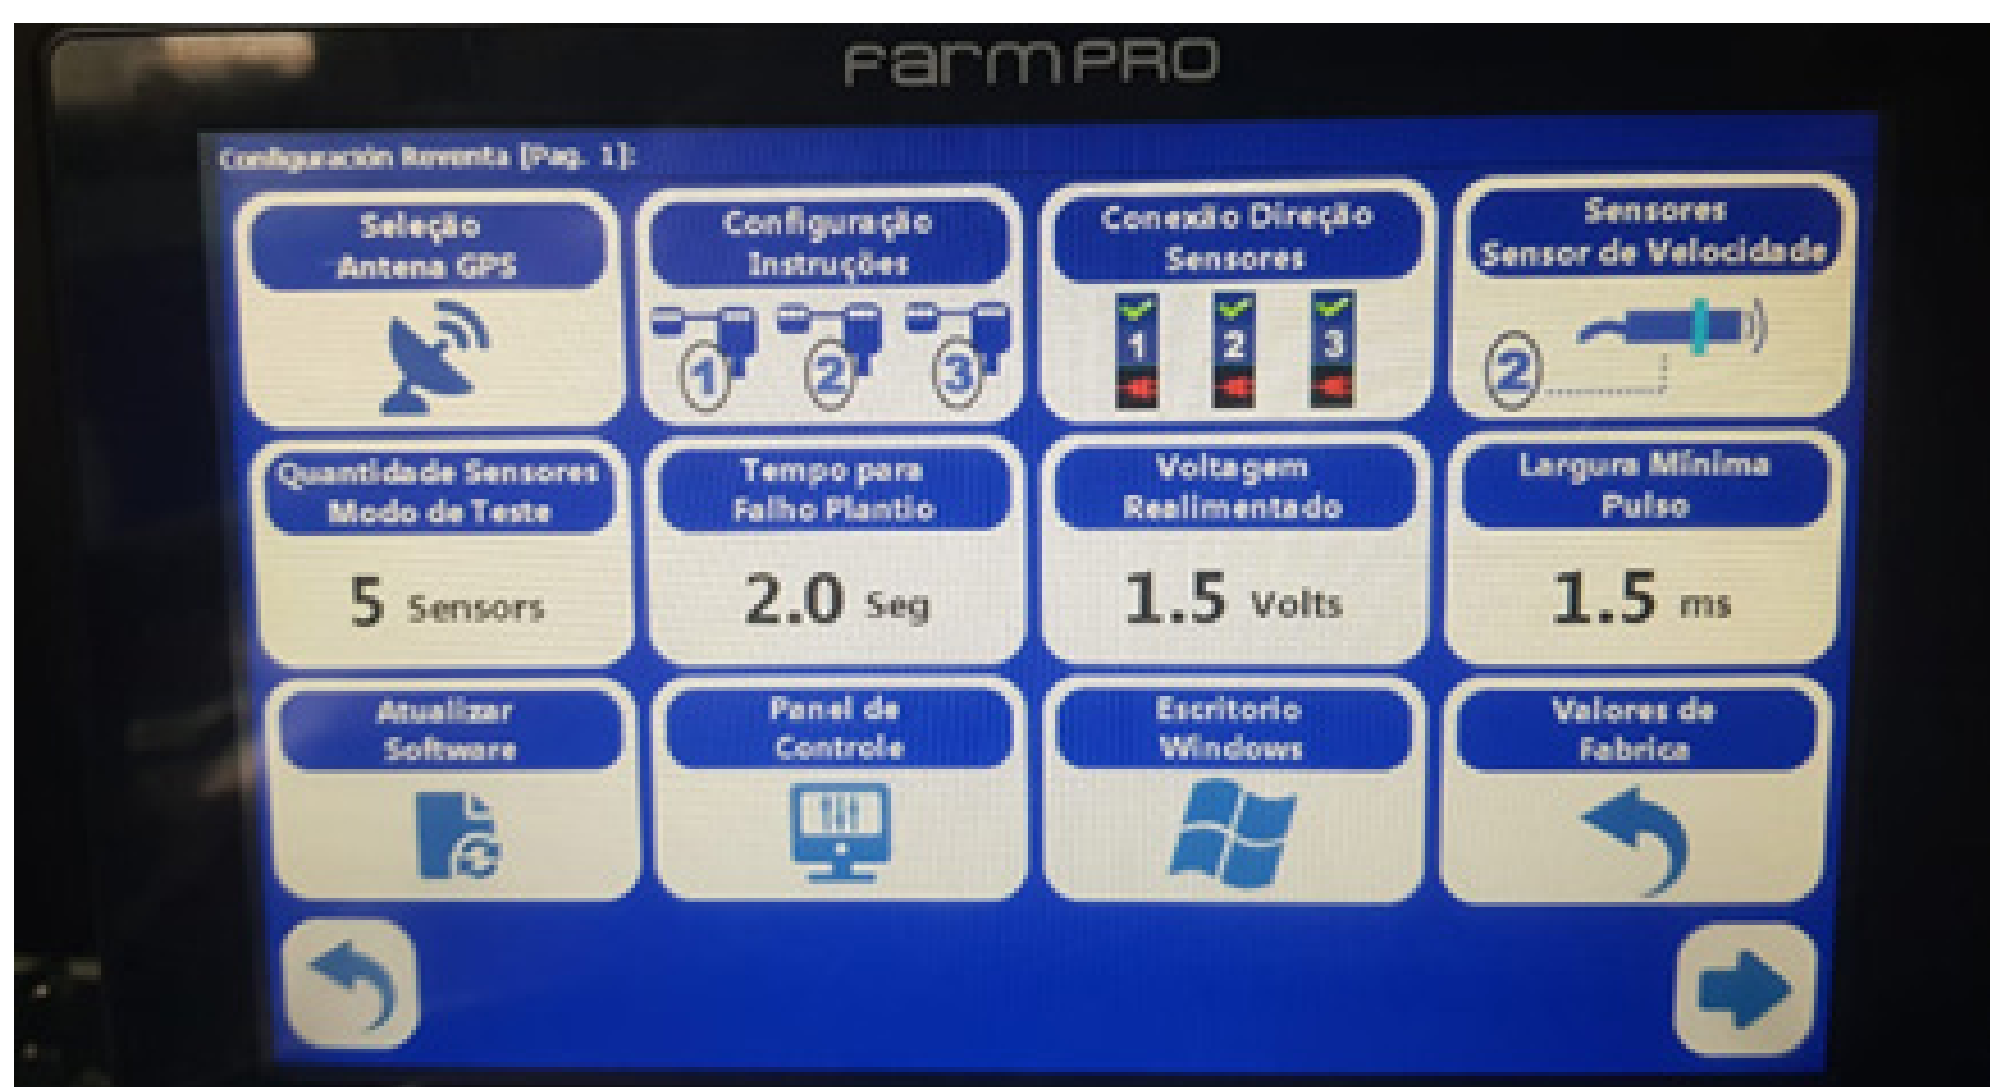 Farm PRO
Configuración Reventa [Pag. 1]:
Seleção
Antena GPS
Configuração
Instruções
1 2 3
Conexão Direção
Sensores
1 2 3
Sensores
Sensor de Velocidade
2
Quantidade Sensores
Modo de Teste
5 Sensors
Tempo para
Falho Plantio
2.0 Seg
Voltagem
Realimentado
1.5 Volts
Largura Mínima
Pulso
1.5 ms
Atualizar
Software
Panel de
Controle
Escritorio
Windows
Valores de
Fabrica